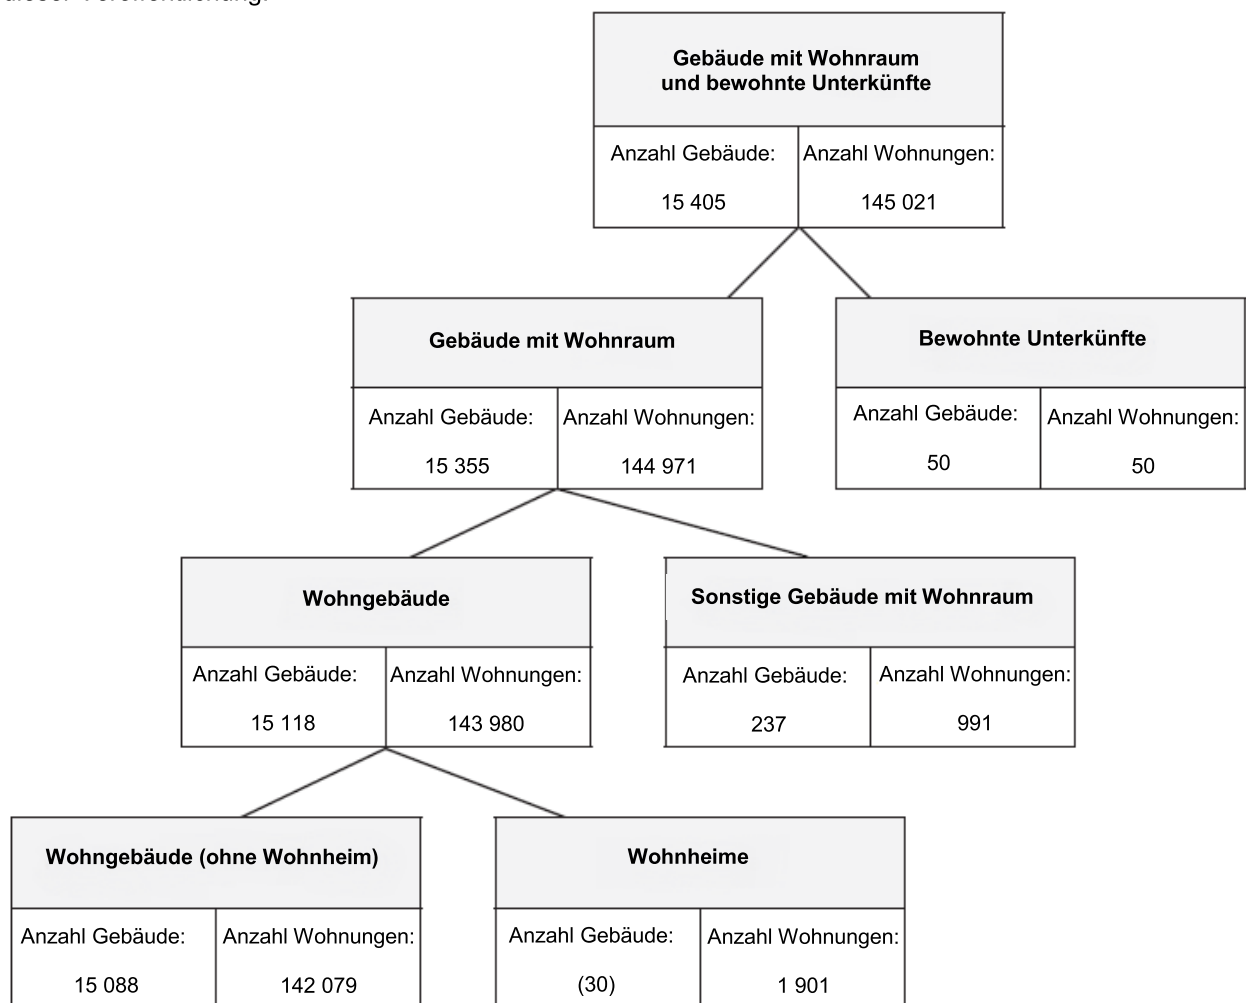 dieser Veröffentlichung.
Gebäude mit Wohnraum
und bewohnte Unterkünfte
Anzahl Gebäude: Anzahl Wohnungen:
15 405 145 021
Gebäude mit Wohnraum
Anzahl Gebäude: Anzahl Wohnungen:
15 355 144 971
Bewohnte Unterkünfte
Anzahl Gebäude: Anzahl Wohnungen:
50 50
Wohngebäude
Anzahl Gebäude: Anzahl Wohnungen:
15 118 143 980
Sonstige Gebäude mit Wohnraum
Anzahl Gebäude: Anzahl Wohnungen:
237 991
Wohngebäude (ohne Wohnheim)
Anzahl Gebäude: Anzahl Wohnungen:
15 088 142 079
Wohnheime
Anzahl Gebäude: Anzahl Wohnungen:
(30) 1 901